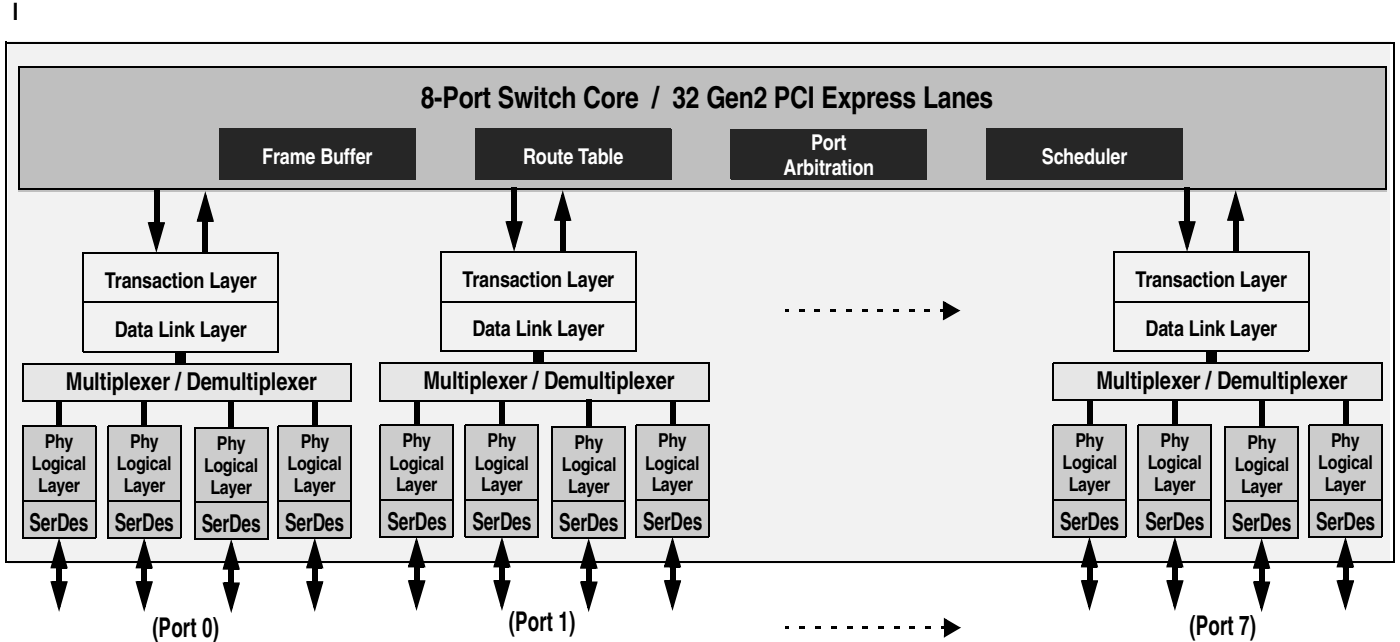 8-Port Switch Core / 32 Gen2 PCI Express Lanes
Frame Buffer
Route Table
Port
Arbitration
Scheduler
Transaction Layer
Data Link Layer
Multiplexer / Demultiplexer
Phy
Logical
Layer
SerDes
Phy
Logical
Layer
SerDes
Phy
Logical
Layer
SerDes
Phy
Logical
Layer
SerDes
(Port 0)
Transaction Layer
Data Link Layer
Multiplexer / Demultiplexer
Phy
Logical
Layer
SerDes
Phy
Logical
Layer
SerDes
Phy
Logical
Layer
SerDes
Phy
Logical
Layer
SerDes
(Port 1)
Transaction Layer
Data Link Layer
Multiplexer / Demultiplexer
Phy
Logical
Layer
SerDes
Phy
Logical
Layer
SerDes
Phy
Logical
Layer
SerDes
Phy
Logical
Layer
SerDes
(Port 7)